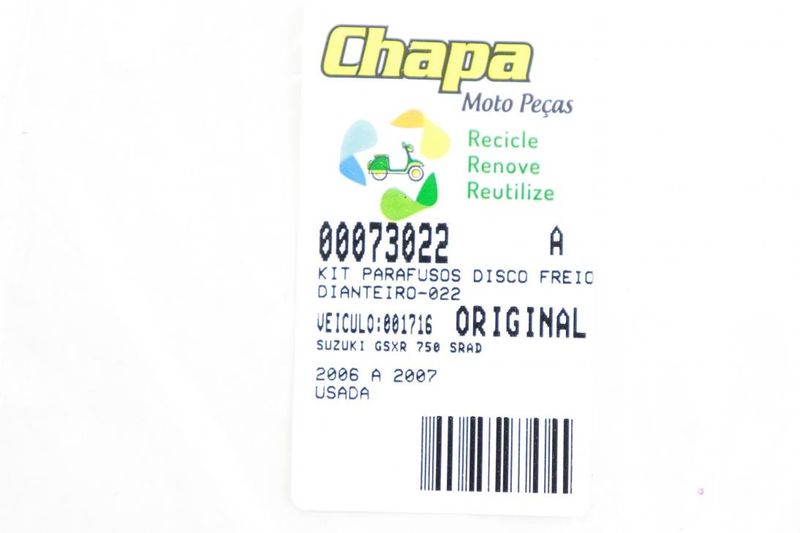 Chapa
Moto Peças
Recicle
Renove
Reutilize
00073022 A
KIT PARAFUSOS DISCO FREIO
DIANTEIRO-022
VEICULO:001716 ORIGINAL
SUZUKI GSXR 750 SRAD
2006 A 2007
USADA